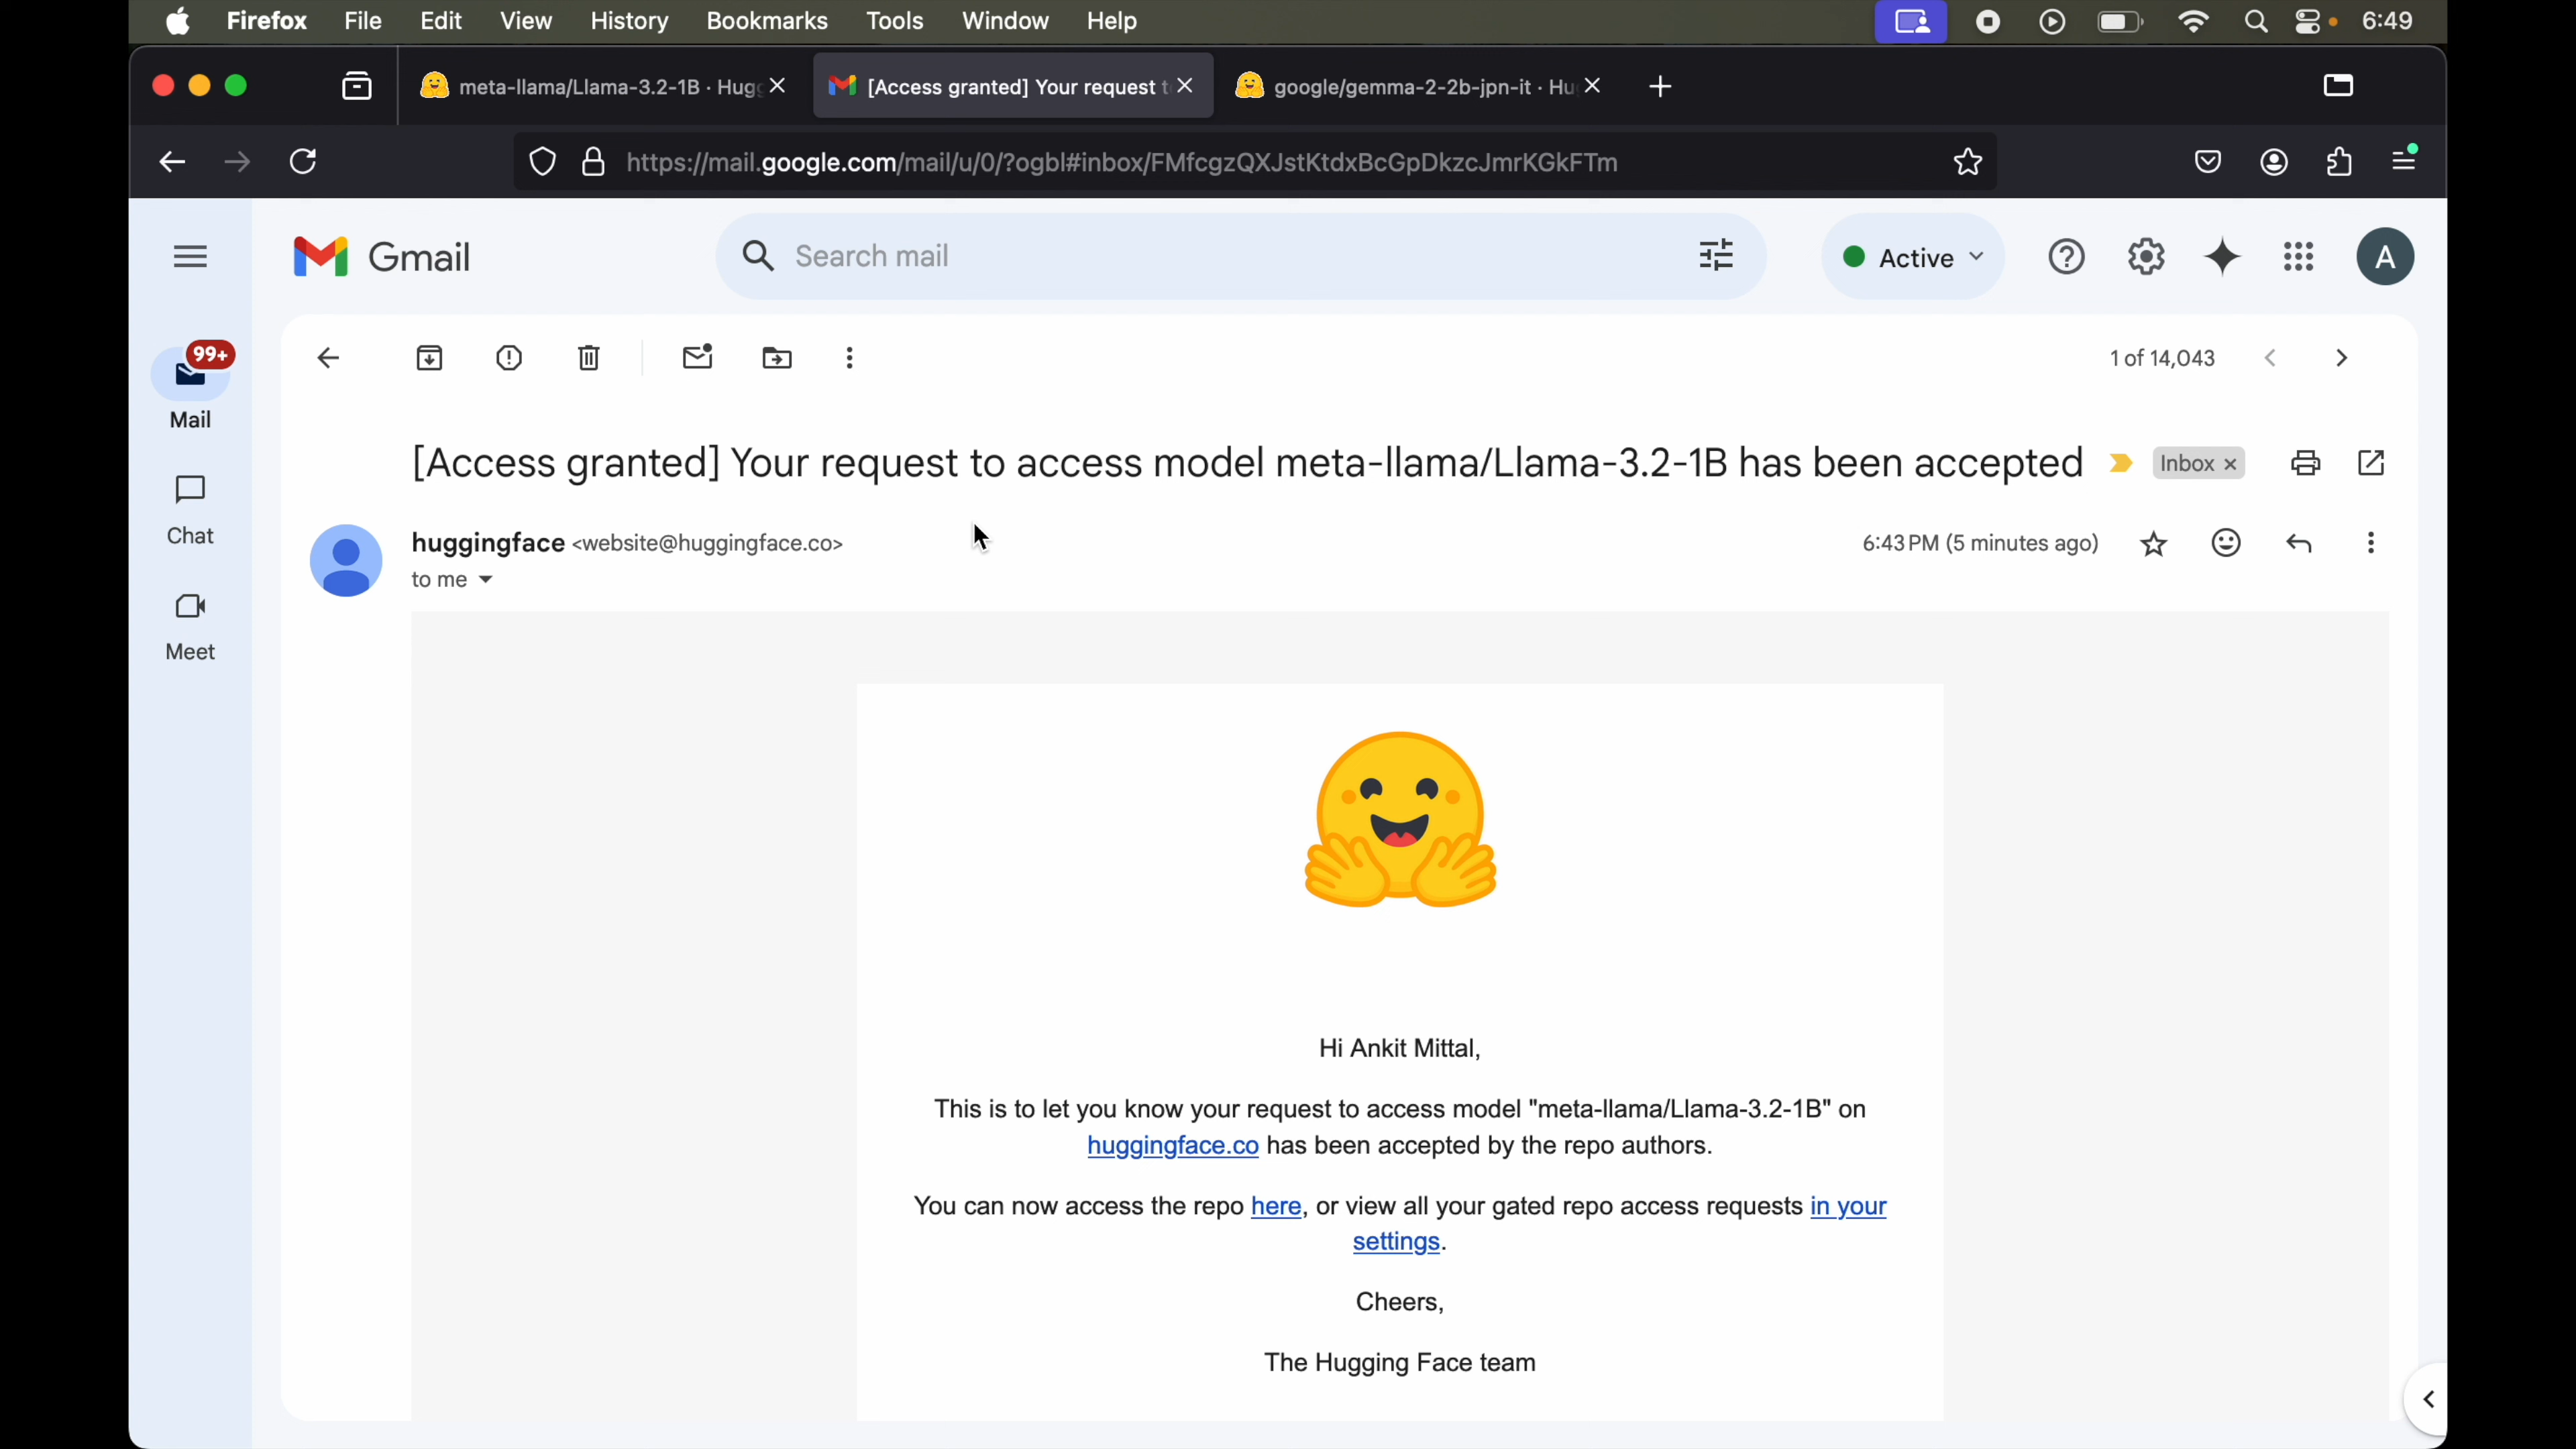 Firefox File Edit View History Bookmarks Tools Window Help 6:49
meta-llama/Llama-3.2-1B · Hugg [Access granted] Your request t google/gemma-2-2b-jpn-it · Hu
https://mail.google.com/mail/u/0/?ogbl#inbox/FMfcgzQXJstKtdxBcGpDkzcJmrKGkFTm
Gmail Search mail Active A
99+
Mail
Chat
Meet
1 of 14,043
[Access granted] Your request to access model meta-llama/Llama-3.2-1B has been accepted Inbox ×
huggingface <website@huggingface.co> 6:43 PM (5 minutes ago)
to me
Hi Ankit Mittal,
This is to let you know your request to access model "meta-llama/Llama-3.2-1B" on
huggingface.co has been accepted by the repo authors.
You can now access the repo here, or view all your gated repo access requests in your
settings.
Cheers,
The Hugging Face team